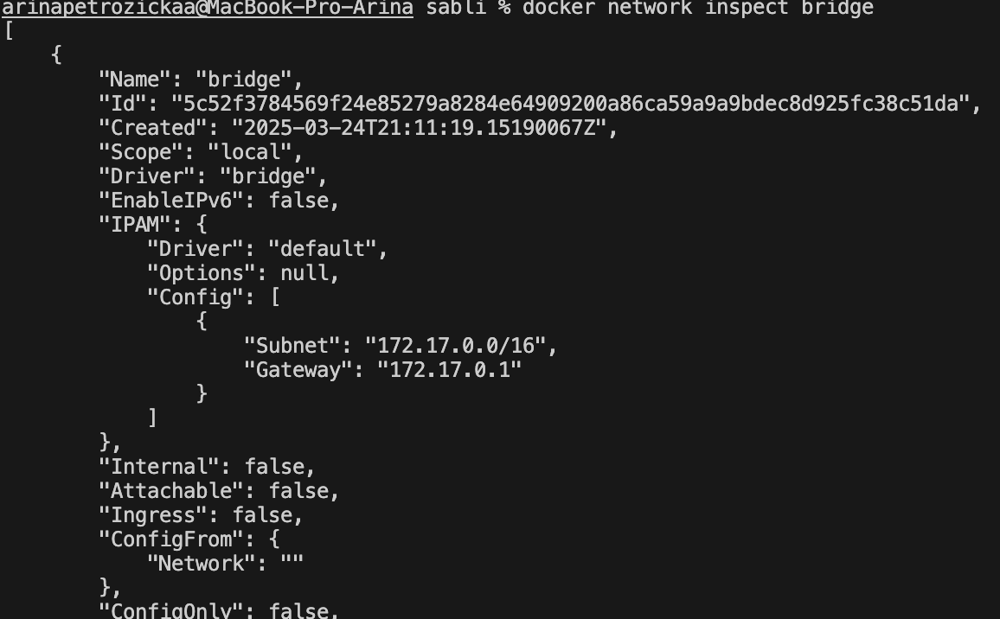 arinapetrozickaa@MacBook-Pro-Arina sabli % docker network inspect bridge
[
    {
        "Name": "bridge",
        "Id": "5c52f3784569f24e85279a8284e64909200a86ca59a9a9bdec8d925fc38c51da",
        "Created": "2025-03-24T21:11:19.15190067Z",
        "Scope": "local",
        "Driver": "bridge",
        "EnableIPv6": false,
        "IPAM": {
            "Driver": "default",
            "Options": null,
            "Config": [
                {
                    "Subnet": "172.17.0.0/16",
                    "Gateway": "172.17.0.1"
                }
            ]
        },
        "Internal": false,
        "Attachable": false,
        "Ingress": false,
        "ConfigFrom": {
            "Network": ""
        },
        "ConfigOnly": false,